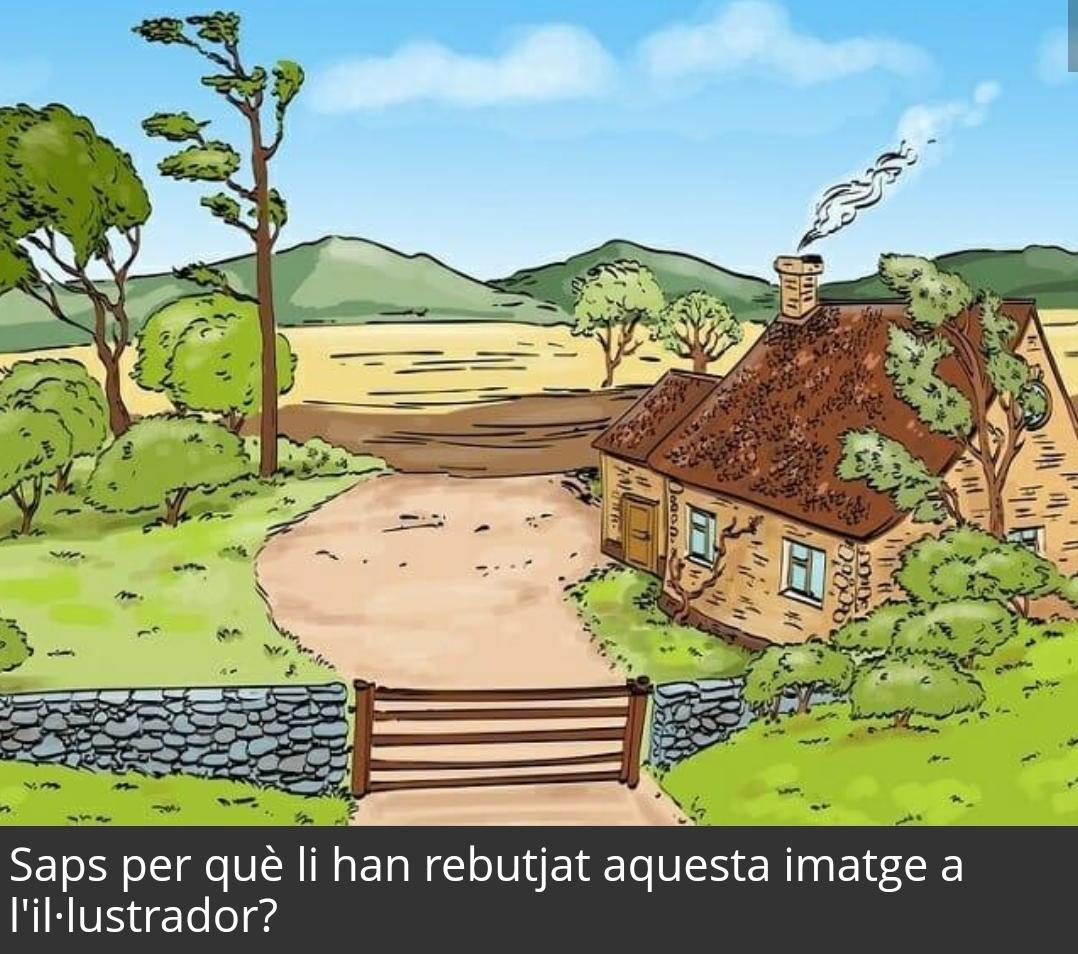 Saps per què li han rebutjat aquesta imatge a
l'il·lustrador?